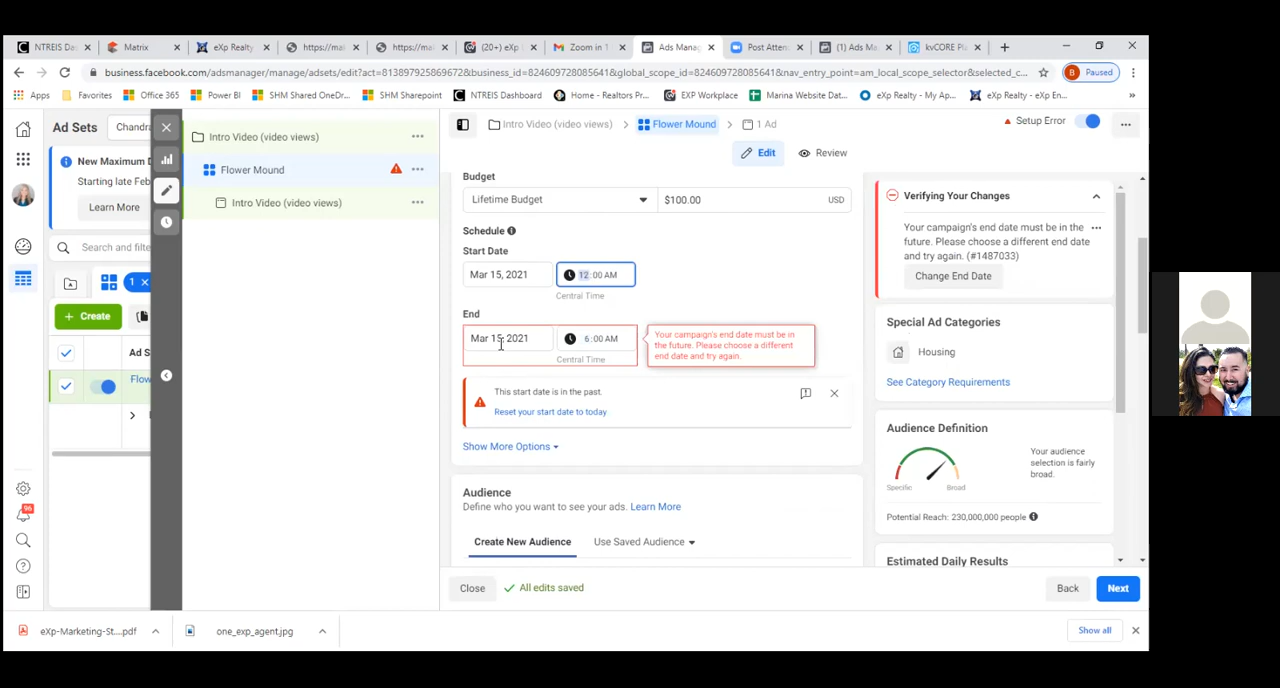 NTREIS Da
Matrix
eXp Realty
https://mai
https://mai
(20+) eXp
Zoom in 1
Ads Mana
Post Atten
(1) Ads M
kvCORE Pl
business.facebook.com/adsmanager/manage/adsets/edit?act=813897925869672&business_id=824609728085641&global_scope_id=824609728085641&nav_entry_point=am_local_scope_selector&selected_c...
B Paused
Apps
Favorites
Office 365
Power BI
SHM Shared OneDr...
SHM Sharepoint
NTREIS Dashboard
Home - Realtors Pr...
EXP Workplace
Marina Website Dat...
eXp Realty - My Ap...
eXp Realty - eXp En...
»
Ad Sets
Chandra
New Maximum D
Starting late Feb
Learn More
Search and filte
1 ×
+ Create
Ad S
Flow
96
Intro Video (video views)
Flower Mound
Intro Video (video views)
Intro Video (video views) > Flower Mound > 1 Ad
Setup Error
Edit
Review
Budget
Lifetime Budget
$100.00 USD
Schedule
Start Date
Mar 15, 2021
12:00 AM
Central Time
End
Mar 15, 2021
6:00 AM
Central Time
Your campaign's end date must be in
the future. Please choose a different
end date and try again.
This start date is in the past.
Reset your start date to today
Show More Options
Audience
Define who you want to see your ads. Learn More
Create New Audience
Use Saved Audience
Close
All edits saved
Back
Next
Verifying Your Changes
Your campaign's end date must be in the
future. Please choose a different end date
and try again. (#1487033)
Change End Date
Special Ad Categories
Housing
See Category Requirements
Audience Definition
Specific
Broad
Your audience
selection is fairly
broad.
Potential Reach: 230,000,000 people
Estimated Daily Results
eXp-Marketing-St....pdf
one_exp_agent.jpg
Show all